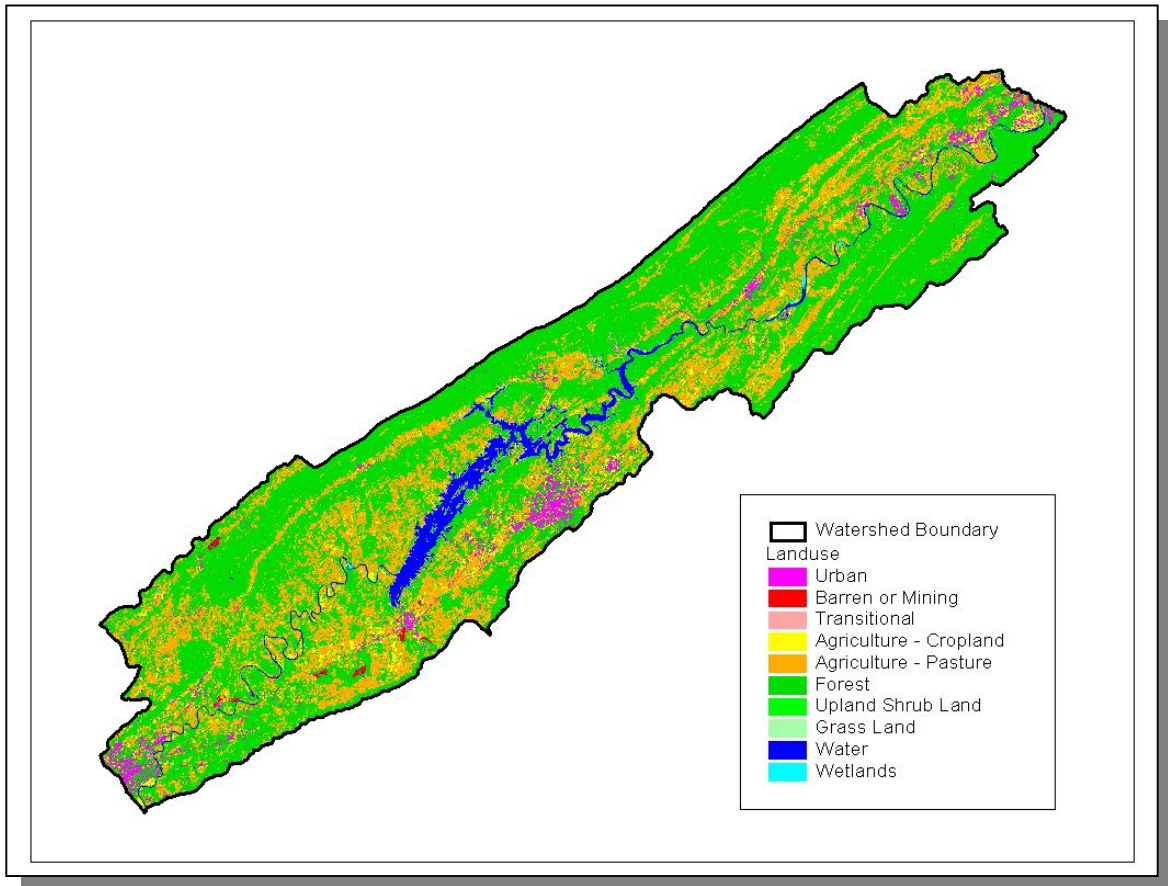 Watershed Boundary
Landuse
Urban
Barren or Mining
Transitional
Agriculture - Cropland
Agriculture - Pasture
Forest
Upland Shrub Land
Grass Land
Water
Wetlands